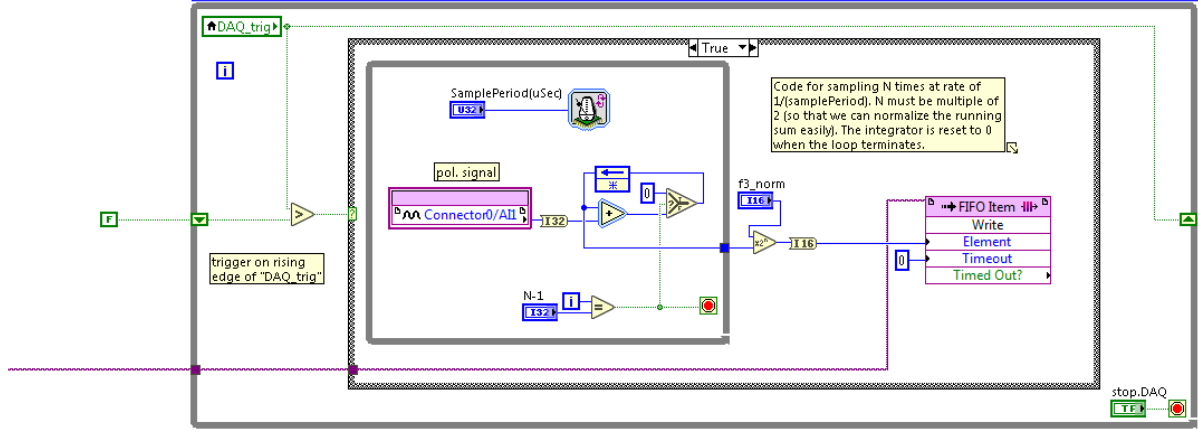 DAQ_trig
i
True
SamplePeriod(uSec)
U32
Code for sampling N times at rate of
1/(samplePeriod). N must be multiple of
2 (so that we can normalize the running
sum easily). The integrator is reset to 0
when the loop terminates.
pol. signal
Connector0/AI1
I32
+
0
?
T
F
f3_norm
I16
x2ⁿ
I16
FIFO Item
Write
Element
0
Timeout
Timed Out?
F
>
?
trigger on rising
edge of "DAQ_trig"
N-1
I32
i
=
stop.DAQ
TF